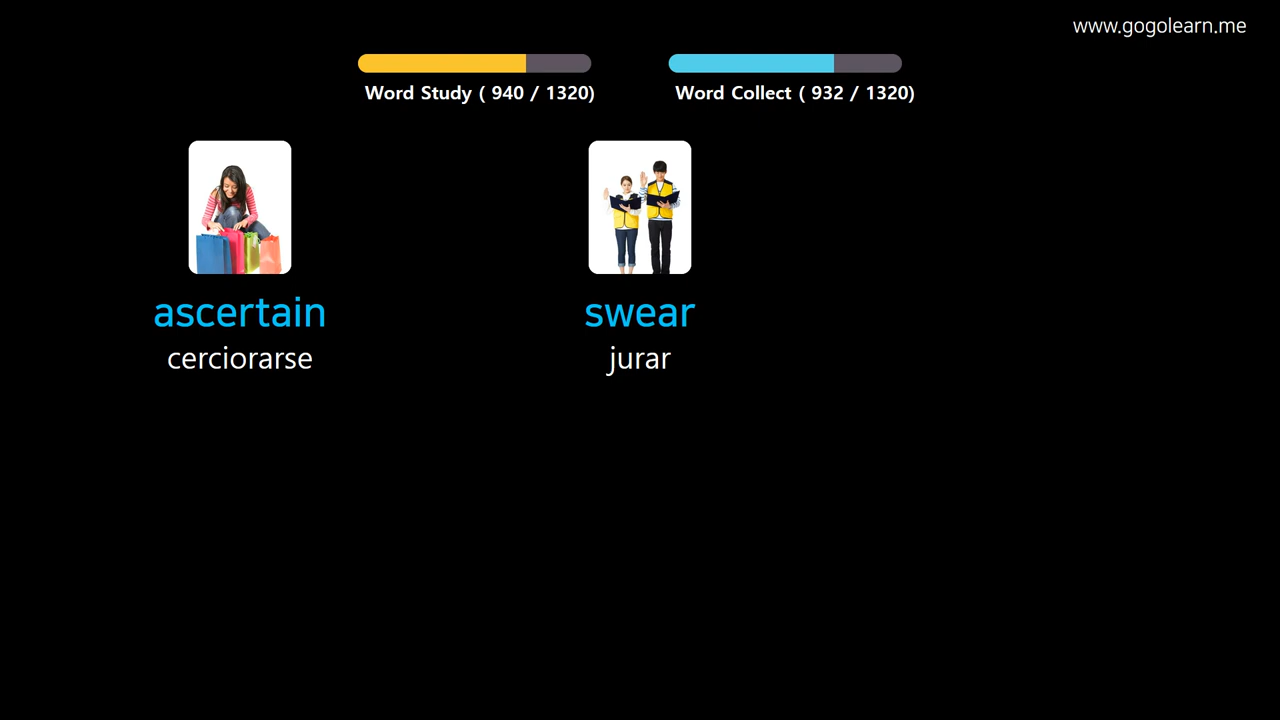 www.gogolearn.me
Word Study ( 940 / 1320)
Word Collect ( 932 / 1320)
ascertain
cerciorarse
swear
jurar